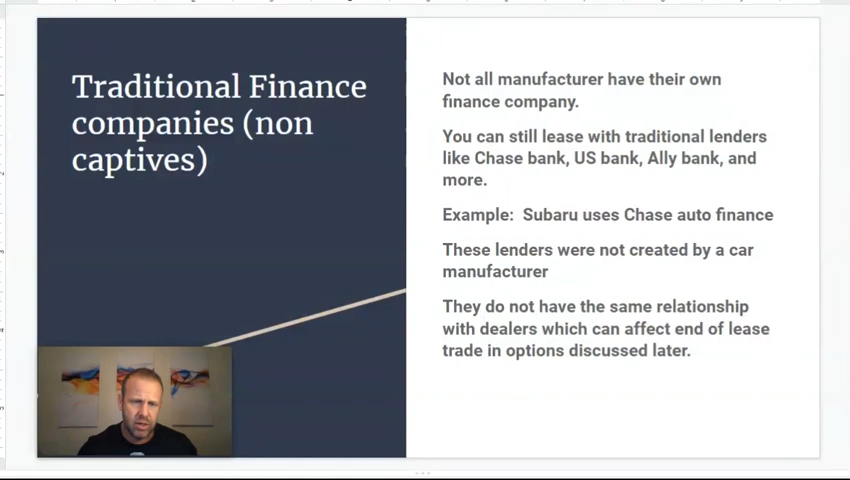 Traditional Finance
companies (non
captives)
Not all manufacturer have their own
finance company.
You can still lease with traditional lenders
like Chase bank, US bank, Ally bank, and
more.
Example:  Subaru uses Chase auto finance
These lenders were not created by a car
manufacturer
They do not have the same relationship
with dealers which can affect end of lease
trade in options discussed later.